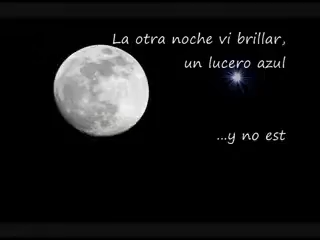 La otra noche vi brillar,
un lucero azul
...y no est